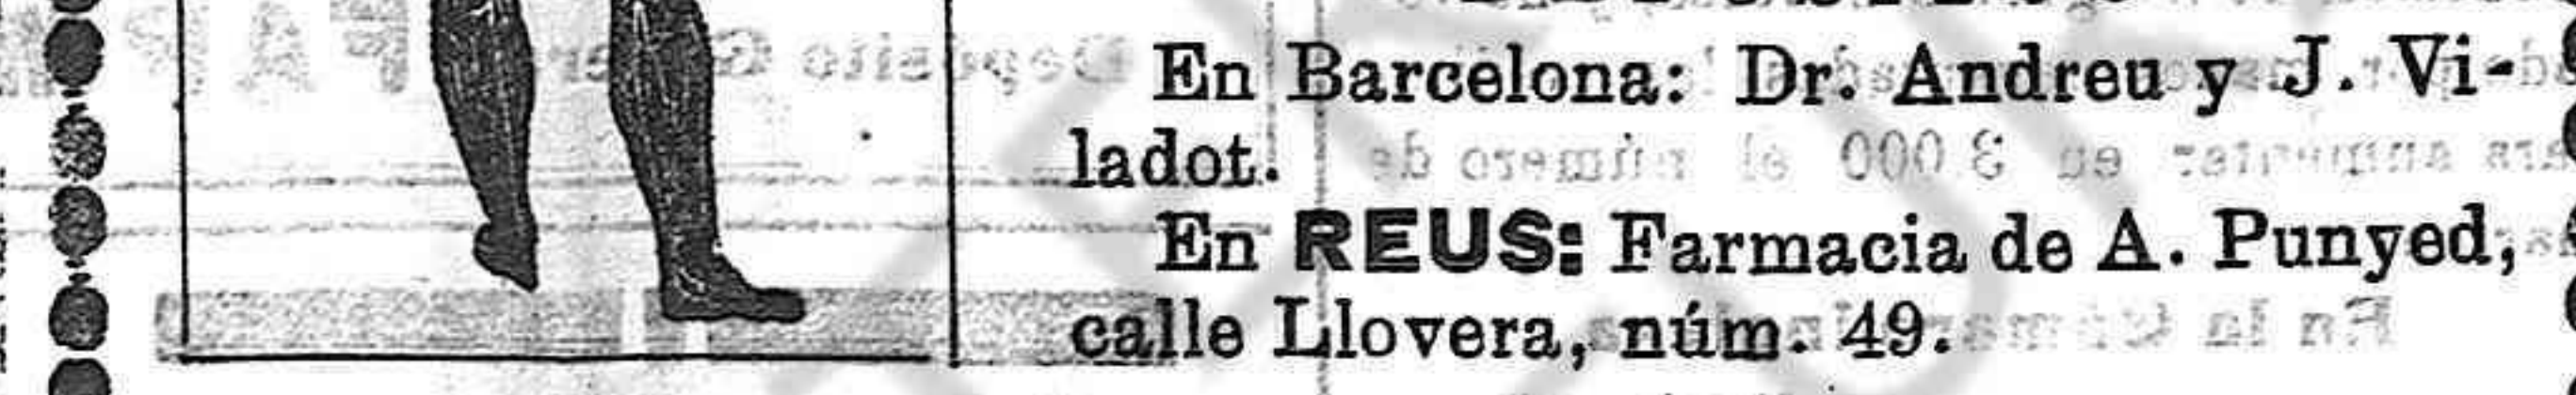 En Barcelona: Dr. Andreu y J. Vi-
ladot.
En REUS: Farmacia de A. Punyed,
calle Llovera, núm. 49.